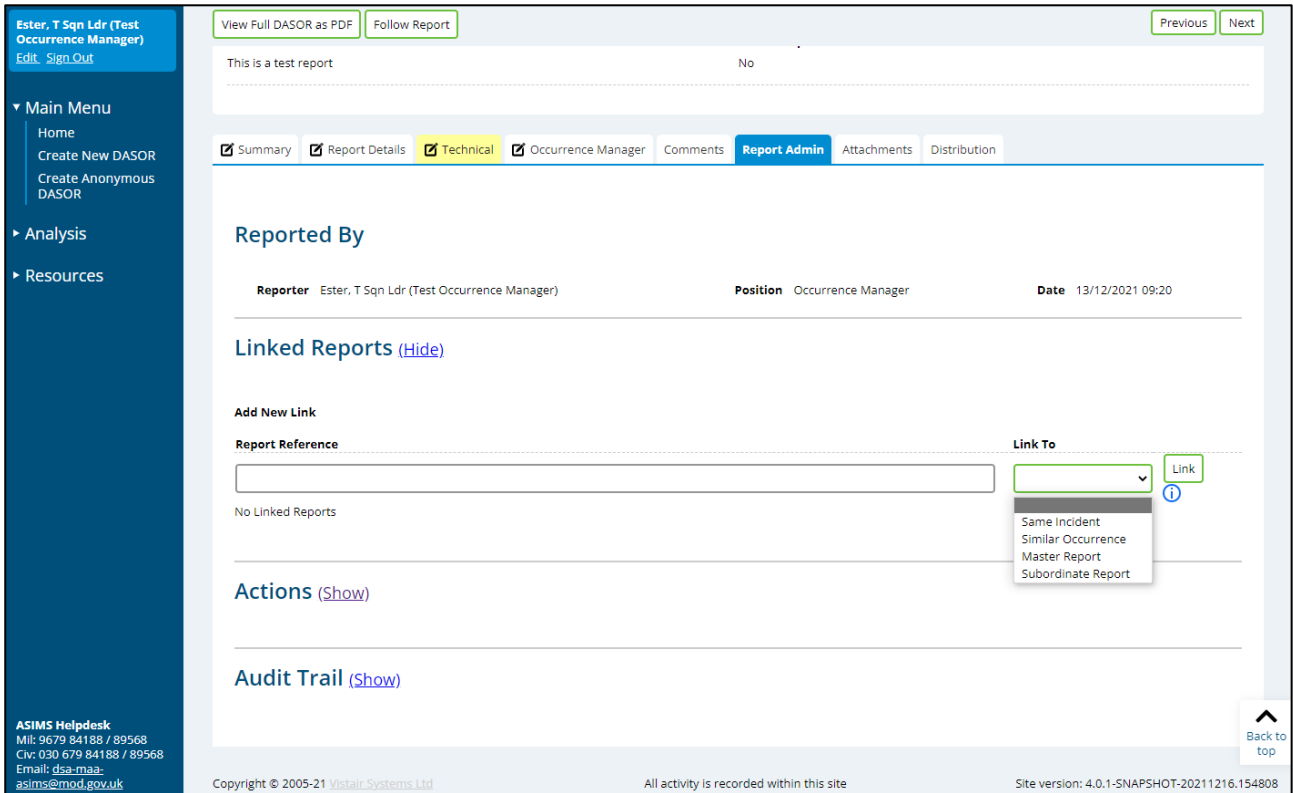 Ester, T Sqn Ldr (Test
Occurrence Manager)
Edit Sign Out
Main Menu
Home
Create New DASOR
Create Anonymous
DASOR
Analysis
Resources
ASIMS Helpdesk
Mil: 9679 84188 / 89568
Civ: 030 679 84188 / 89568
Email: dsa-maa-
asims@mod.gov.uk
View Full DASOR as PDF Follow Report Previous Next
This is a test report No
Summary Report Details Technical Occurrence Manager Comments Report Admin Attachments Distribution
Reported By
Reporter Ester, T Sqn Ldr (Test Occurrence Manager) Position Occurrence Manager Date 13/12/2021 09:20
Linked Reports (Hide)
Add New Link
Report Reference Link To
Link
No Linked Reports
Same Incident
Similar Occurrence
Master Report
Subordinate Report
Actions (Show)
Audit Trail (Show)
Back to
top
Copyright © 2005-21 Vistair Systems Ltd All activity is recorded within this site Site version: 4.0.1-SNAPSHOT-20211216.154808